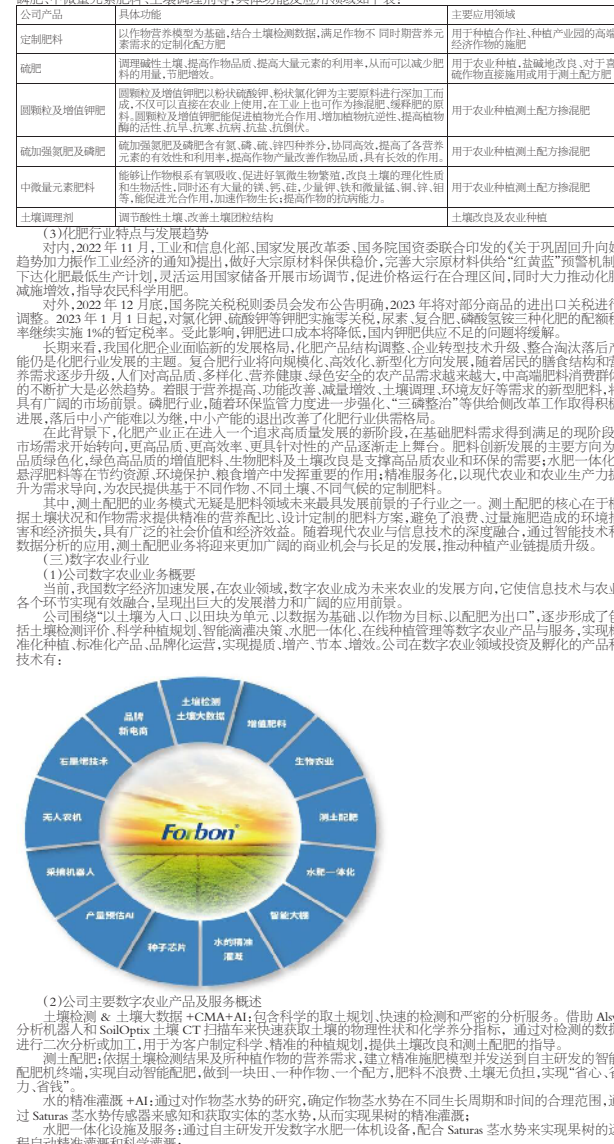 公司产品 具体功能 主要应用领域
定制肥料 以作物营养模型为基础,结合土壤检测数据,满足作物不 同时期营养元素需求的定制化配方肥 用于种植合作社、种植产业园的高端经济作物的施肥
硫肥 调理碱性土壤、提高作物品质、提高大量元素的利用率,从而可以减少肥料的用量,节肥增效。 用于农业种植,盐碱地改良、对于喜硫作物直接施用或用于测土配方肥
圆颗粒及增值钾肥 圆颗粒及增值钾肥以粉状硫酸钾、粉状氯化钾为主要原料进行深加工而成,不仅可以直接在农业上使用,在工业上也可作为掺混肥、缓释肥的原料。圆颗粒及增值钾肥能促进植物光合作用、增加植物抗逆性、提高植物酶的活性、抗旱、抗寒、抗病、抗盐、抗倒伏。 用于农业种植测土配方掺混肥
硫加强氮肥及磷肥 硫加强氮肥及磷肥含有氮、磷、硫、锌四种养分,协同高效,提高了各营养元素的有效性和利用率,提高作物产量改善作物品质,具有长效的作用。 用于农业种植测土配方掺混肥
中微量元素肥料 能够让作物根系有氧吸收、促进好氧微生物繁殖,改良土壤的理化性质和生物活性,同时还有大量的镁、钙、硅,少量钾、铁和微量锰、铜、锌、钼等,能促进光合作用,加速作物生长;提高作物的抗病能力。 用于农业种植测土配方掺混肥
土壤调理剂 调节酸性土壤、改善土壤团粒结构 土壤改良及农业种植
(3)化肥行业特点与发展趋势
对内,2022 年 11 月,工业和信息化部、国家发展改革委、国务院国资委联合印发的《关于巩固回升向好
趋势加力振作工业经济的通知》提出,做好大宗原材料保供稳价,完善大宗原材料供给“红黄蓝”预警机制,
下达化肥最低生产计划,灵活运用国家储备开展市场调节,促进价格运行在合理区间,同时大力推动化肥
减施增效,指导农民科学用肥。
对外,2022 年 12 月底,国务院关税税则委员会发布公告明确,2023 年将对部分商品的进出口关税进行
调整。2023 年 1 月 1 日起,对氯化钾、硫酸钾等钾肥实施零关税,尿素、复合肥、磷酸氢铵三种化肥的配额税
率继续实施 1%的暂定税率。受此影响,钾肥进口成本将降低,国内钾肥供应不足的问题将缓解。
长期来看,我国化肥企业面临新的发展格局,化肥产品结构调整、企业转型技术升级、整合淘汰落后产
能仍是化肥行业发展的主题。复合肥行业将向规模化、高效化、新型化方向发展,随着居民的膳食结构和营
养需求逐步升级,人们对高品质、多样化、营养健康、绿色安全的农产品需求越来越大,中高端肥料消费群体
的不断扩大是必然趋势。着眼于营养提高、功能改善、减量增效、土壤调理、环境友好等需求的新型肥料,将
具有广阔的市场前景。磷肥行业,随着环保监管力度进一步强化、“三磷整治”等供给侧改革工作取得积极
进展,落后中小产能难以为继,中小产能的退出改善了化肥行业供需格局。
在此背景下,化肥产业正在进入一个追求高质量发展的新阶段,在基础肥料需求得到满足的现阶段,
市场需求开始转向,更高品质、更高效率、更具针对性的产品逐渐走上舞台。肥料创新发展的主要方向为:
品质绿色化,绿色高品质的增值肥料、生物肥料及土壤改良是支撑高品质农业和环保的需要;水肥一体化,
悬浮肥料等在节约资源、环境保护、粮食增产中发挥重要的作用;精准服务化,以现代农业和农业生产力提
升为需求导向,为农民提供基于不同作物、不同土壤、不同气候的定制肥料。
其中,测土配肥的业务模式无疑是肥料领域未来最具发展前景的子行业之一。测土配肥的核心在于根
据土壤状况和作物需求提供精准的营养配比、设计定制的肥料方案,避免了浪费、过量施肥造成的环境损
害和经济损失,具有广泛的社会价值和经济效益。随着现代农业与信息技术的深度融合,通过智能技术和
数据分析的应用,测土配肥业务将迎来更加广阔的商业机会与长足的发展,推动种植产业链提质升级。
(三)数字农业行业
(1)公司数字农业业务概要
当前,我国数字经济加速发展,在农业领域,数字农业成为未来农业的发展方向,它使信息技术与农业
各个环节实现有效融合,呈现出巨大的发展潜力和广阔的应用前景。
公司围绕“以土壤为入口、以田块为单元、以数据为基础、以作物为目标、以配肥为出口”,逐步形成了包
括土壤检测评价、科学种植规划、智能滴灌决策、水肥一体化、在线种植管理等数字农业产品与服务,实现标
准化种植、标准化产品、品牌化运营,实现提质、增产、节本、增效。公司在数字农业领域投资及孵化的产品和
技术有:
土壤检测
土壤大数据
增值肥料
生物农业
测土配肥
水肥一体化
智能大棚
水的精准
灌溉
种子芯片
产量预估AI
采摘机器人
无人农机
石墨烯技术
品牌
新电商
Forbon®
(2)公司主要数字农业产品及服务概述
土壤检测 & 土壤大数据 +CMA+AI:包含科学的取土规划、快速的检测和严密的分析服务。借助
分析机器人和 SoilOptix 土壤 CT 扫描车来快速获取土壤的物理性状和化学养分指标, 通过对检测的数据
进行二次分析或加工,用于为客户制定科学、精准的种植规划,提供土壤改良和测土配肥的指导。
测土配肥:依据土壤检测结果及所种植作物的营养需求,建立精准施肥模型并发送到自主研发的智能
配肥机终端,实现自动智能配肥,做到一块田、一种作物、一个配方,肥料不浪费、土壤无负担,实现“省心、省
力、省钱”。
水的精准灌溉 +AI:通过对作物茎水势的研究,确定作物茎水势在不同生长周期和时间的合理范围,通
过 Saturas 茎水势传感器来感知和获取实体的茎水势,从而实现果树的精准灌溉;
水肥一体化设施及服务:通过自主研发开发数字水肥一体机设备,配合 Saturas 茎水势来实现果树的远
程自动精准灌溉和科学灌溉;